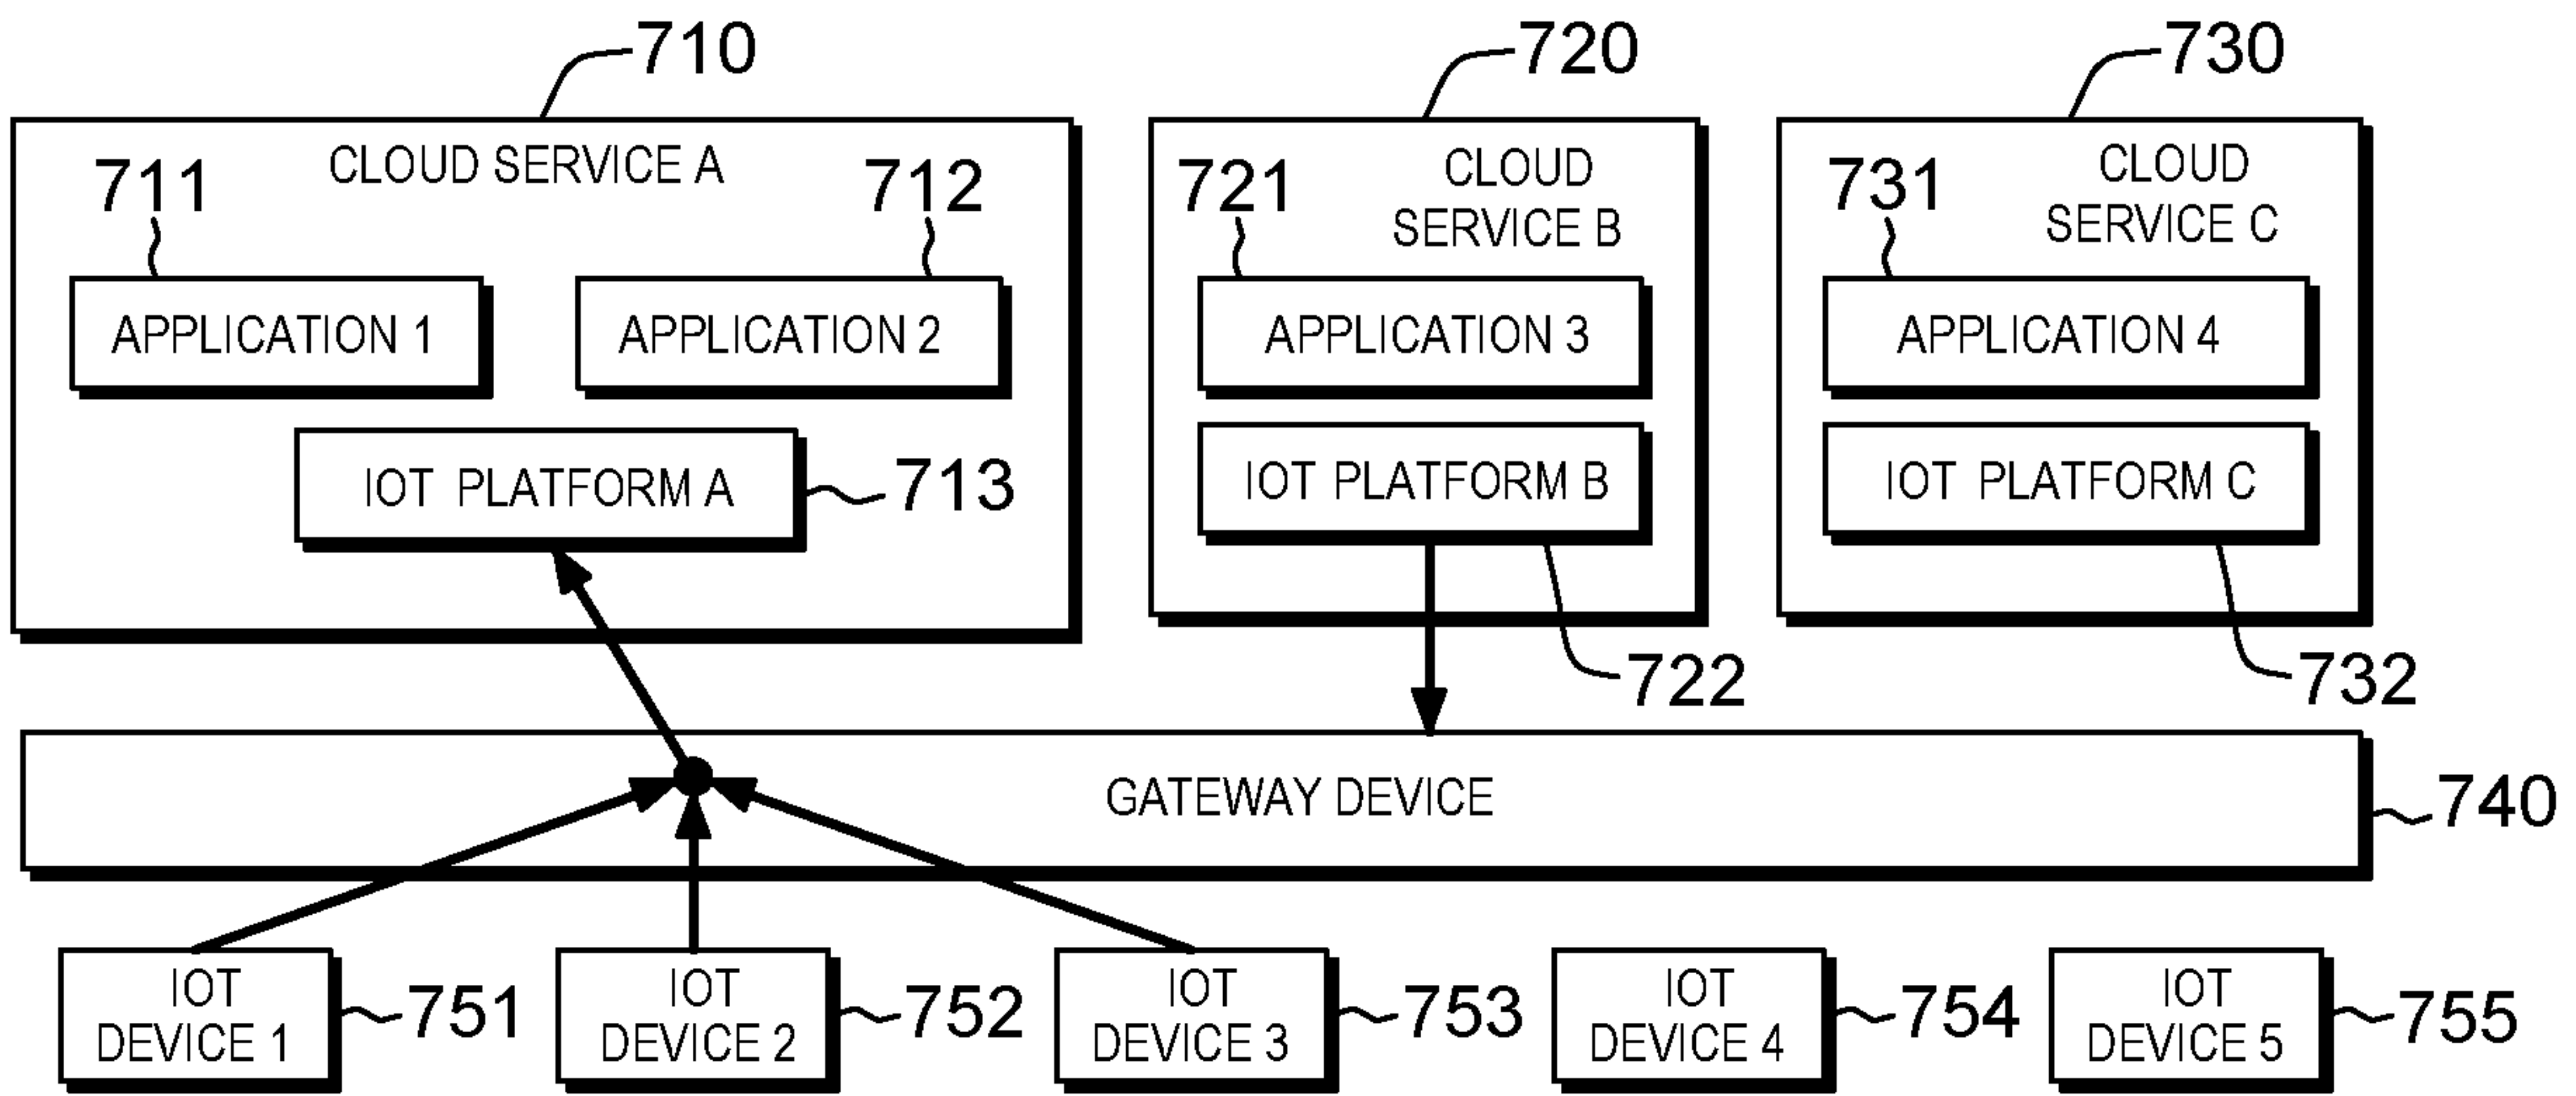 710
720
730
CLOUD SERVICE A
711
712
CLOUD
SERVICE B
721
CLOUD
SERVICE C
731
APPLICATION 1
APPLICATION 2
APPLICATION 3
APPLICATION 4
IOT PLATFORM A
713
IOT PLATFORM B
IOT PLATFORM C
722
732
GATEWAY DEVICE
740
IOT
DEVICE 1
751
IOT
DEVICE 2
752
IOT
DEVICE 3
753
IOT
DEVICE 4
754
IOT
DEVICE 5
755